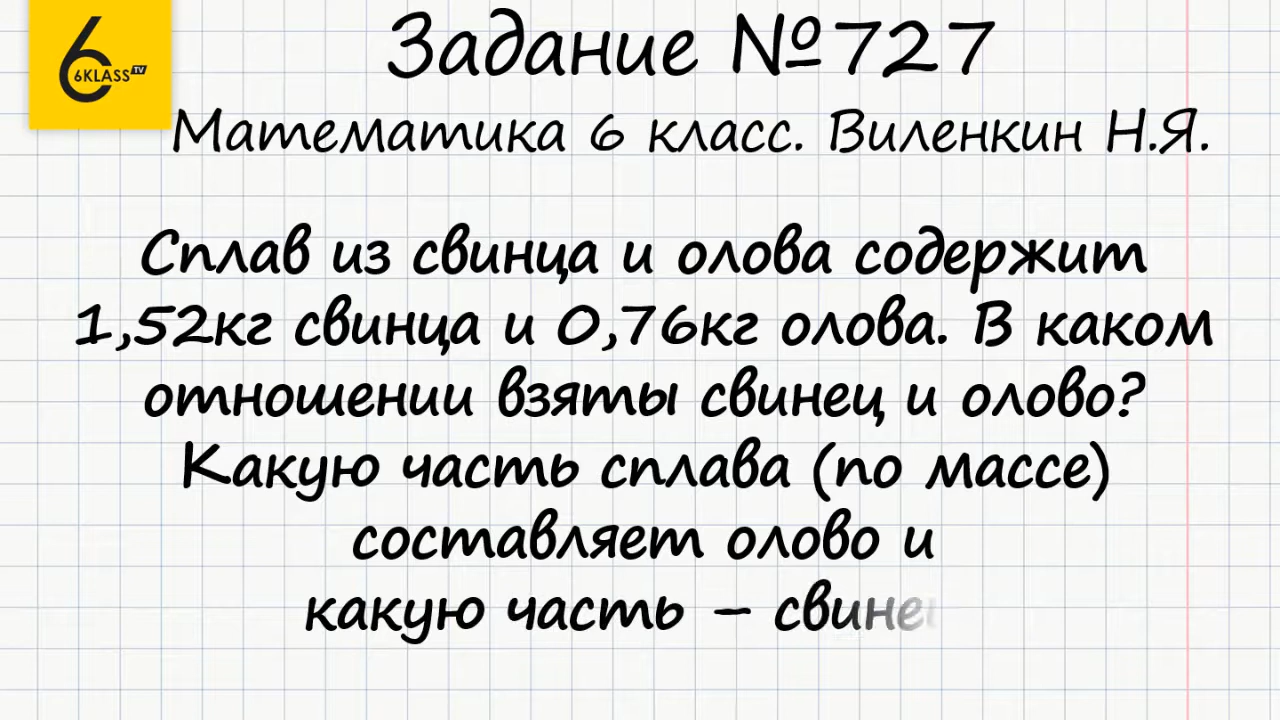 6KLASS TV
Задание №727
Математика 6 класс. Виленкин Н.Я.
Сплав из свинца и олова содержит
1,52кг свинца и 0,76кг олова. В каком
отношении взяты свинец и олово?
Какую часть сплава (по массе)
составляет олово и
какую часть –